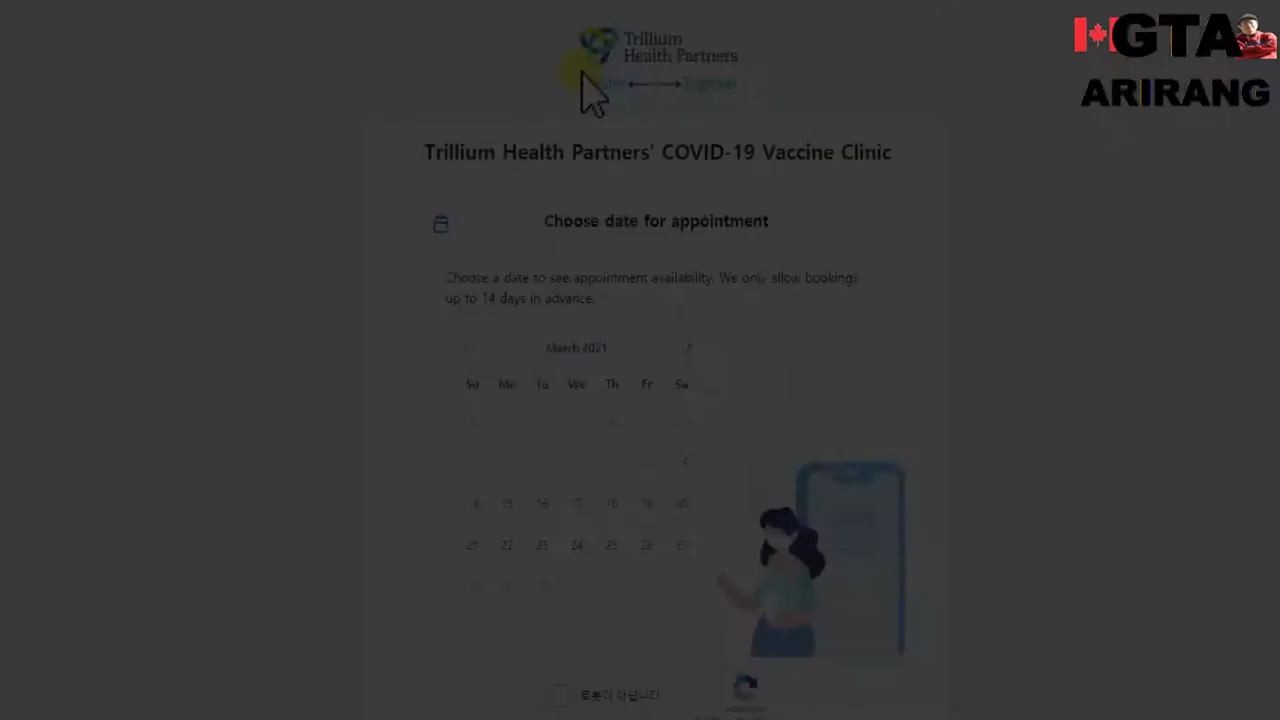 GTA
ARIRANG
Trillium
Health Partners
Together
Trillium Health Partners' COVID-19 Vaccine Clinic
Choose date for appointment
Choose a date to see appointment availability. We only allow bookings
up to 14 days in advance.
March 2021
Su Mo Tu We Th Fr Sa
15 16 17 18 19 20
21 22 23 24 25 26 27
로봇이 아닙니다